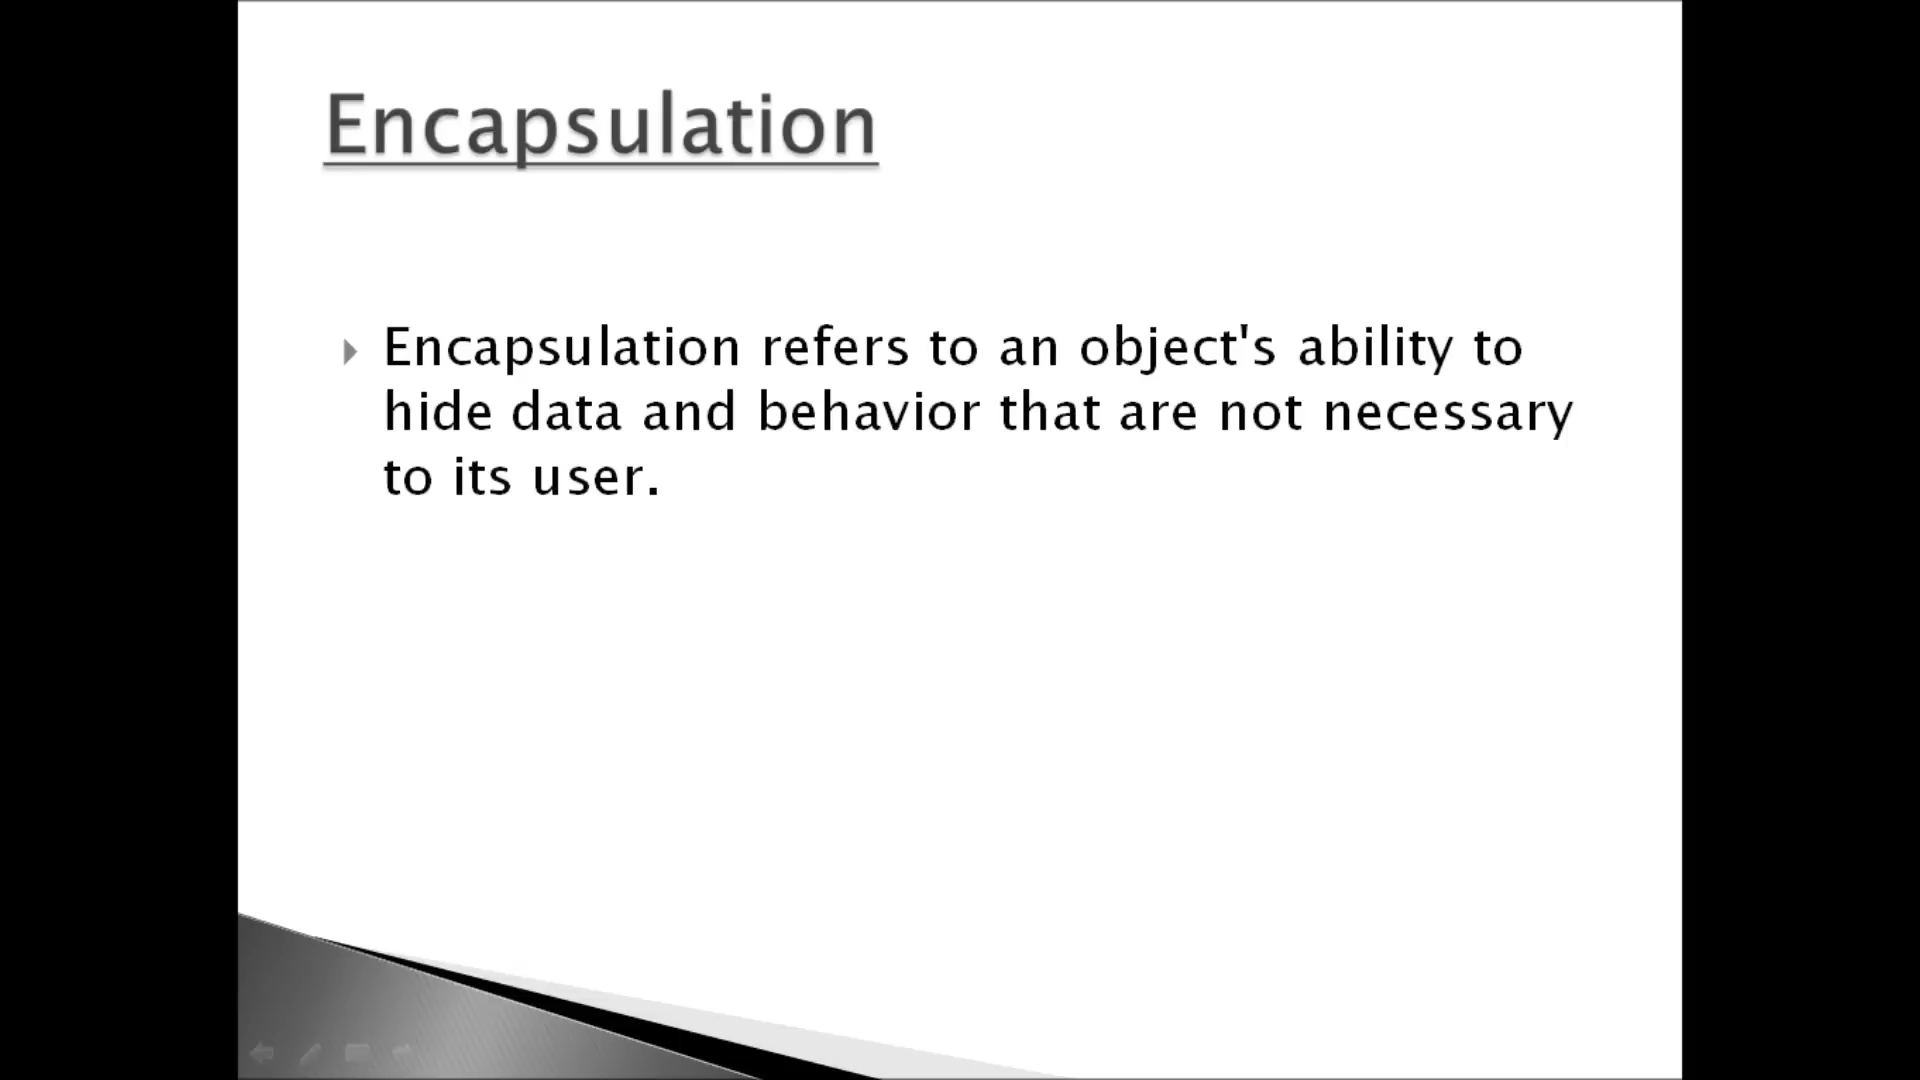 Encapsulation
Encapsulation refers to an object's ability to
hide data and behavior that are not necessary
to its user.